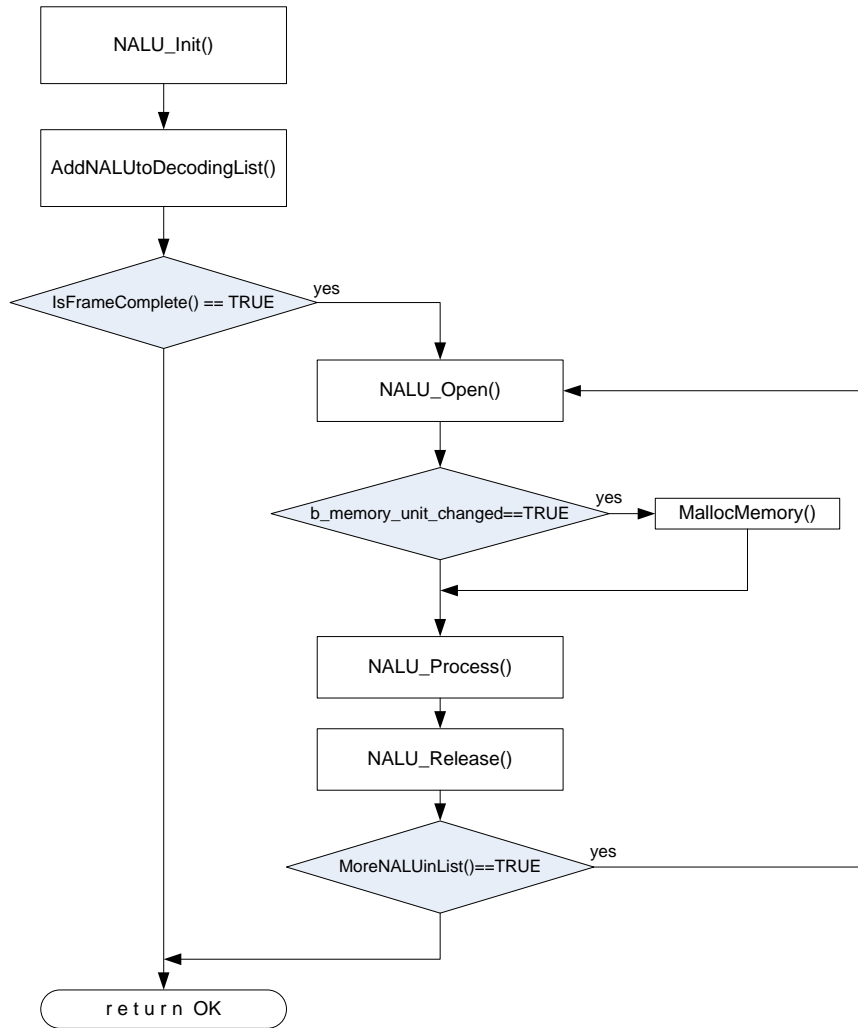 NALU_Init()
AddNALUtoDecodingList()
IsFrameComplete() == TRUE
yes
NALU_Open()
b_memory_unit_changed==TRUE
yes
MallocMemory()
NALU_Process()
NALU_Release()
MoreNALUinList()==TRUE
yes
return OK